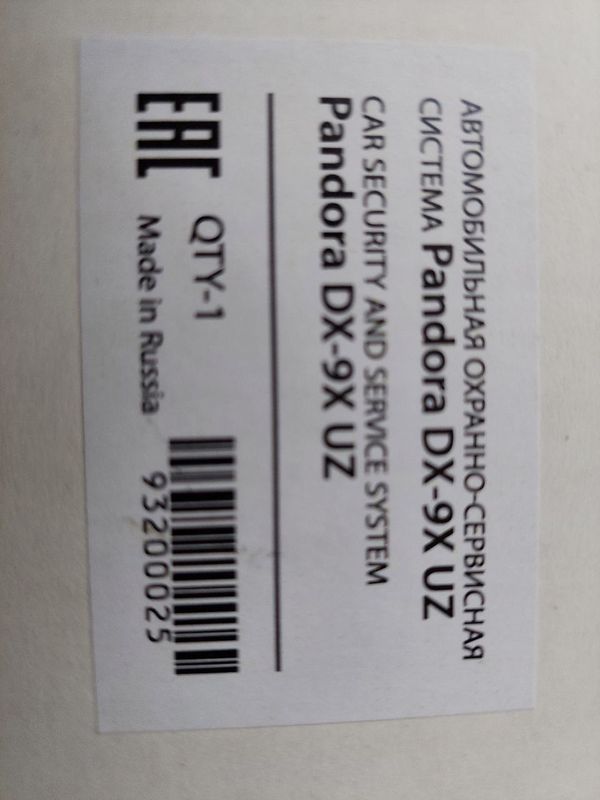 АВТОМОБИЛЬНАЯ ОХРАННО-СЕРВИСНАЯ
СИСТЕМА Pandora DX-9X UZ
CAR SECURITY AND SERVICE SYSTEM
Pandora DX-9X UZ
EAC
QTY-1
Made in Russia
93200025